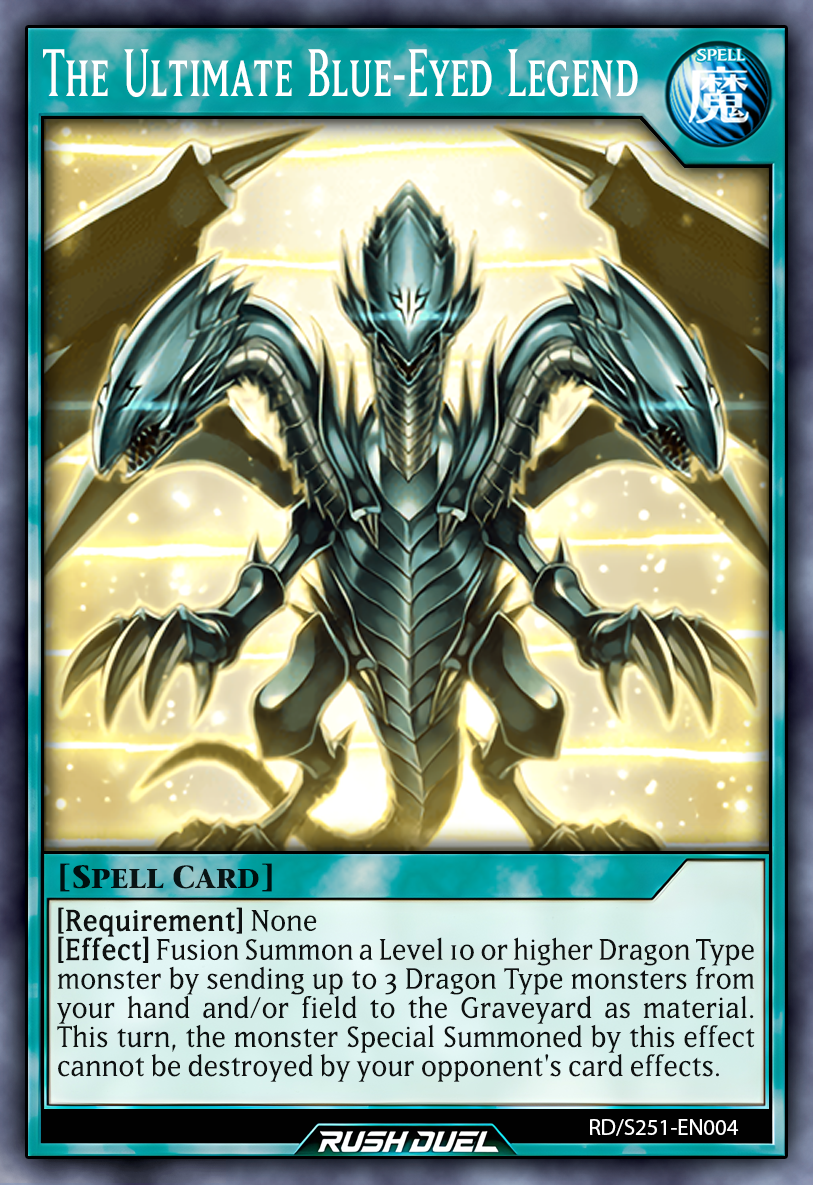 The Ultimate Blue-Eyed Legend
SPELL
魔
[Spell Card]
[Requirement] None
[Effect] Fusion Summon a Level 10 or higher Dragon Type
monster by sending up to 3 Dragon Type monsters from
your hand and/or field to the Graveyard as material.
This turn, the monster Special Summoned by this effect
cannot be destroyed by your opponent's card effects.
RD/S251-EN004
RUSH DUEL